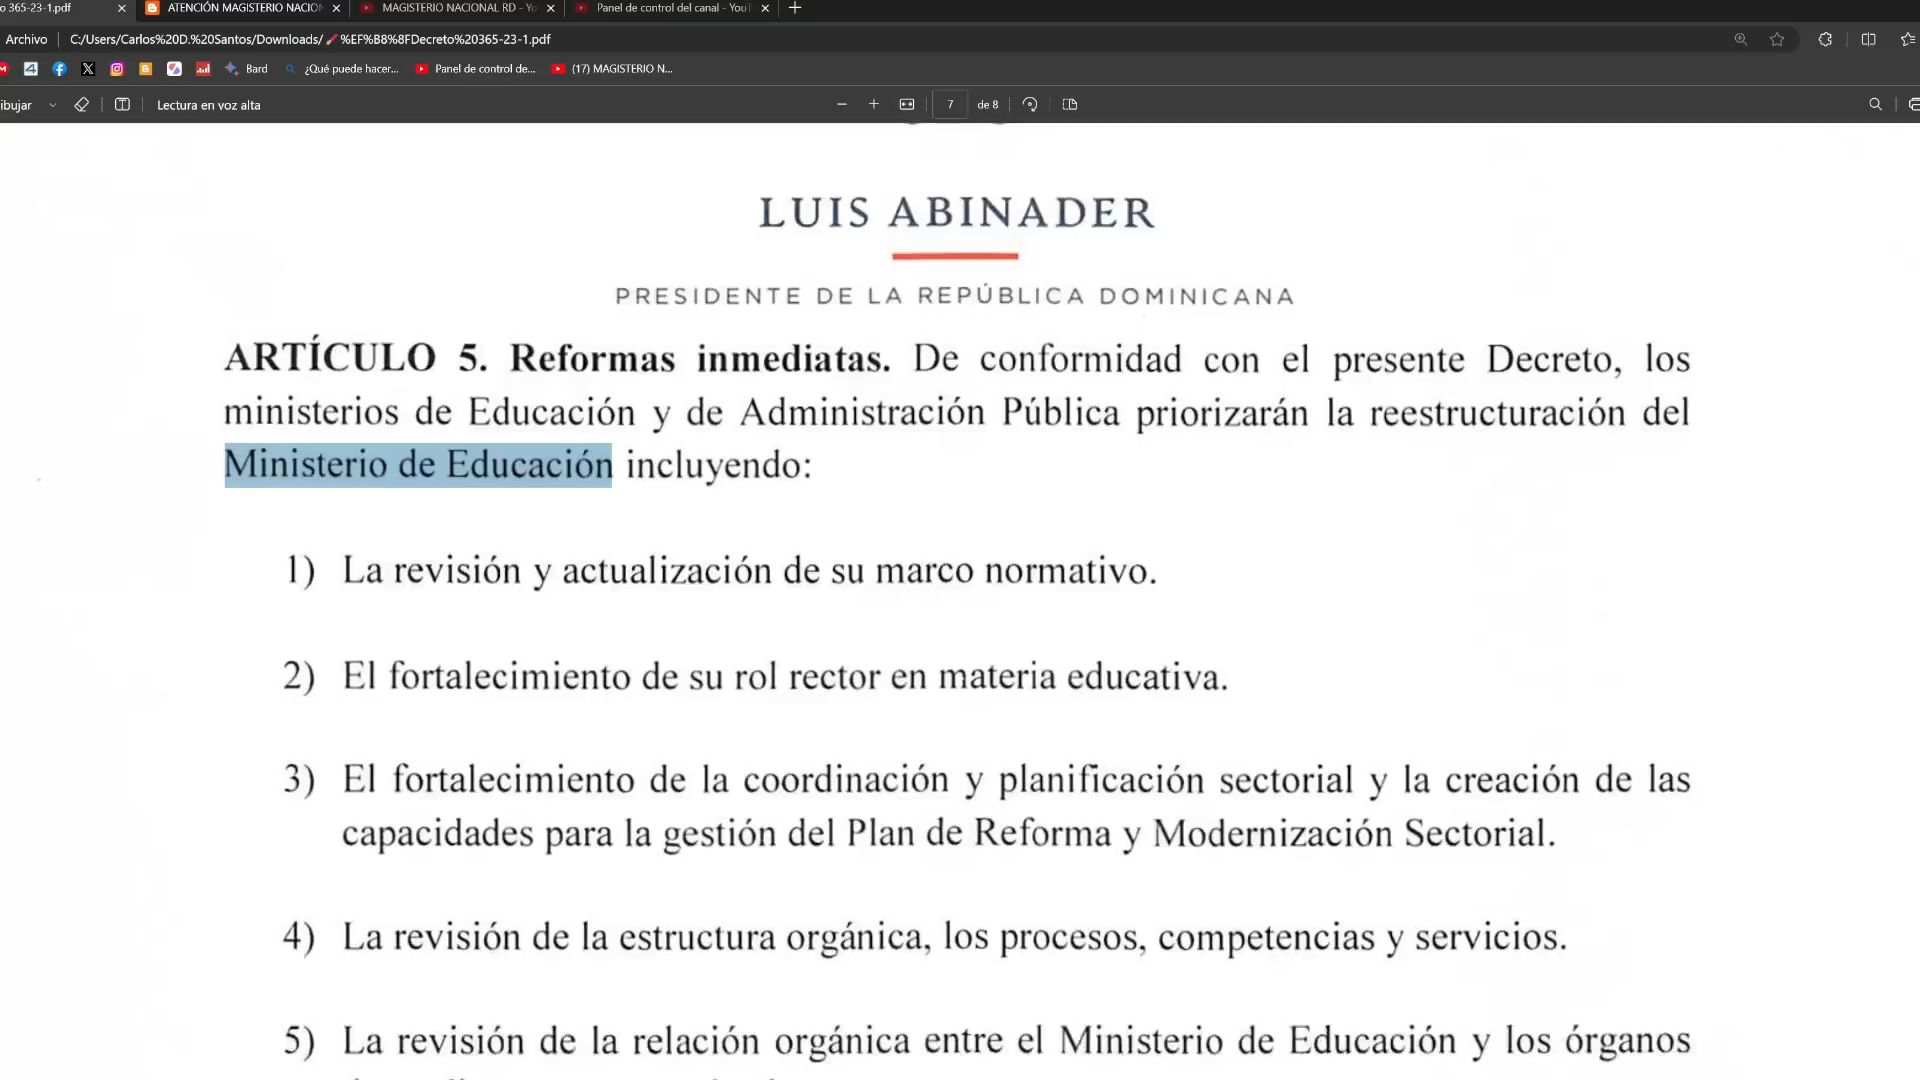 o 365-23-1.pdf
ATENCIÓN MAGISTERIO NACION
MAGISTERIO NACIONAL RD - Yo
Panel de control del canal - You
Archivo
C:/Users/Carlos%20D.%20Santos/Downloads/🖌%EF%B8%8FDecreto%20365-23-1.pdf
Bard
¿Qué puede hacer...
Panel de control de...
(17) MAGISTERIO N...
ibujar
Lectura en voz alta
7
de 8
LUIS ABINADER
PRESIDENTE DE LA REPÚBLICA DOMINICANA
ARTÍCULO 5. Reformas inmediatas. De conformidad con el presente Decreto, los
ministerios de Educación y de Administración Pública priorizarán la reestructuración del
Ministerio de Educación incluyendo:
1) La revisión y actualización de su marco normativo.
2) El fortalecimiento de su rol rector en materia educativa.
3) El fortalecimiento de la coordinación y planificación sectorial y la creación de las
capacidades para la gestión del Plan de Reforma y Modernización Sectorial.
4) La revisión de la estructura orgánica, los procesos, competencias y servicios.
5) La revisión de la relación orgánica entre el Ministerio de Educación y los órganos